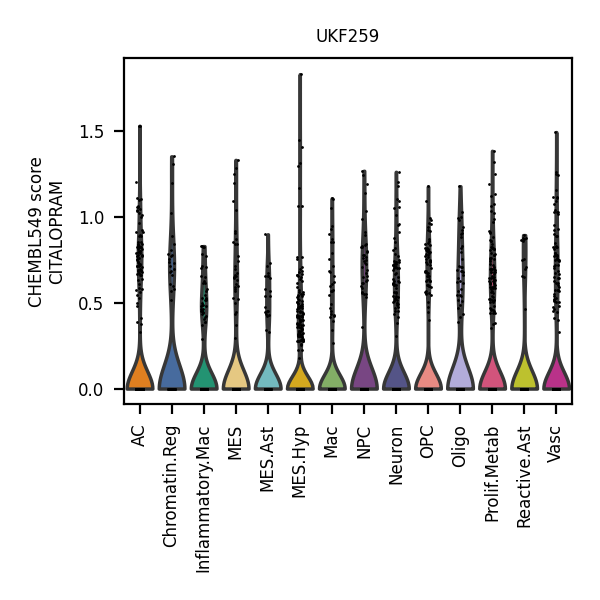 UKF259
CHEMBL549 score
CITALOPRAM
1.5
1.0
0.5
0.0
AC
Chromatin.Reg
Inflammatory.Mac
MES
MES.Ast
MES.Hyp
Mac
NPC
Neuron
OPC
Oligo
Prolif.Metab
Reactive.Ast
Vasc